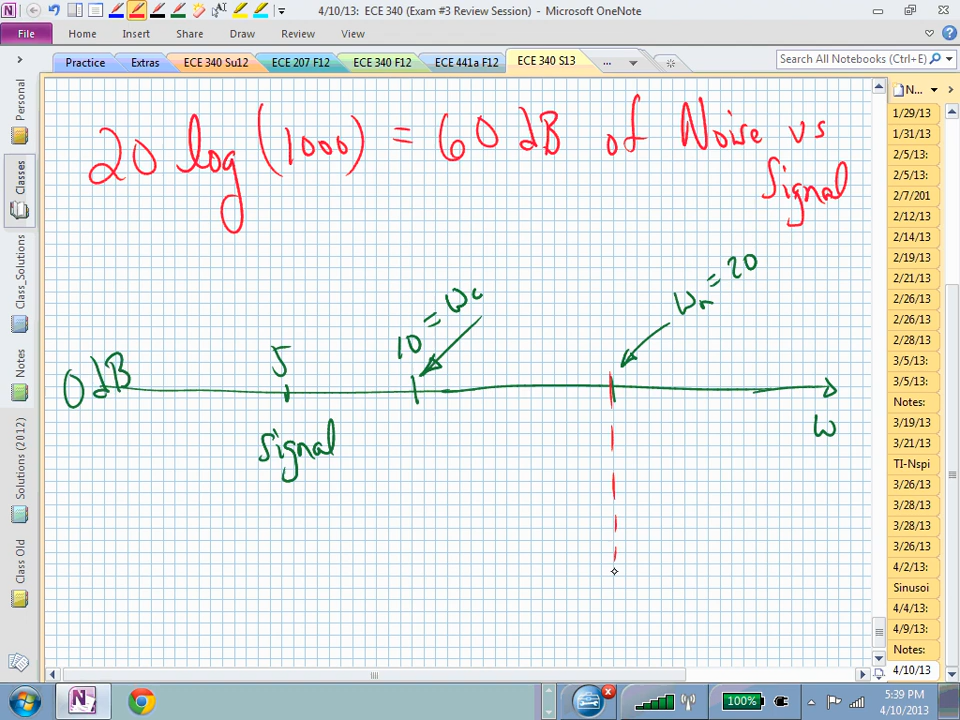 4/10/13: ECE 340 (Exam #3 Review Session) - Microsoft OneNote
File Home Insert Share Draw Review View
Practice Extras ECE 340 Su12 ECE 207 F12 ECE 340 F12 ECE 441a F12 ECE 340 S13 ... Search All Notebooks (Ctrl+E)
Personal
Classes
Class_Solutions
Notes
Solutions (2012)
Class Old
20 log (1000) = 60 dB of Noise vs
Signal
0 dB
5
signal
10 = Wc
Wn = 20
W
N...
1/29/13
1/31/13
2/5/13:
2/5/13:
2/7/201
2/12/13
2/14/13
2/19/13
2/21/13
2/26/13
2/26/13
2/28/13
3/5/13:
3/5/13:
Notes:
3/19/13
3/21/13
TI-Nspi
3/26/13
3/28/13
3/28/13
3/26/13
4/2/13:
Sinusoi
4/4/13:
4/9/13:
Notes:
4/10/13
100%
5:39 PM
4/10/2013